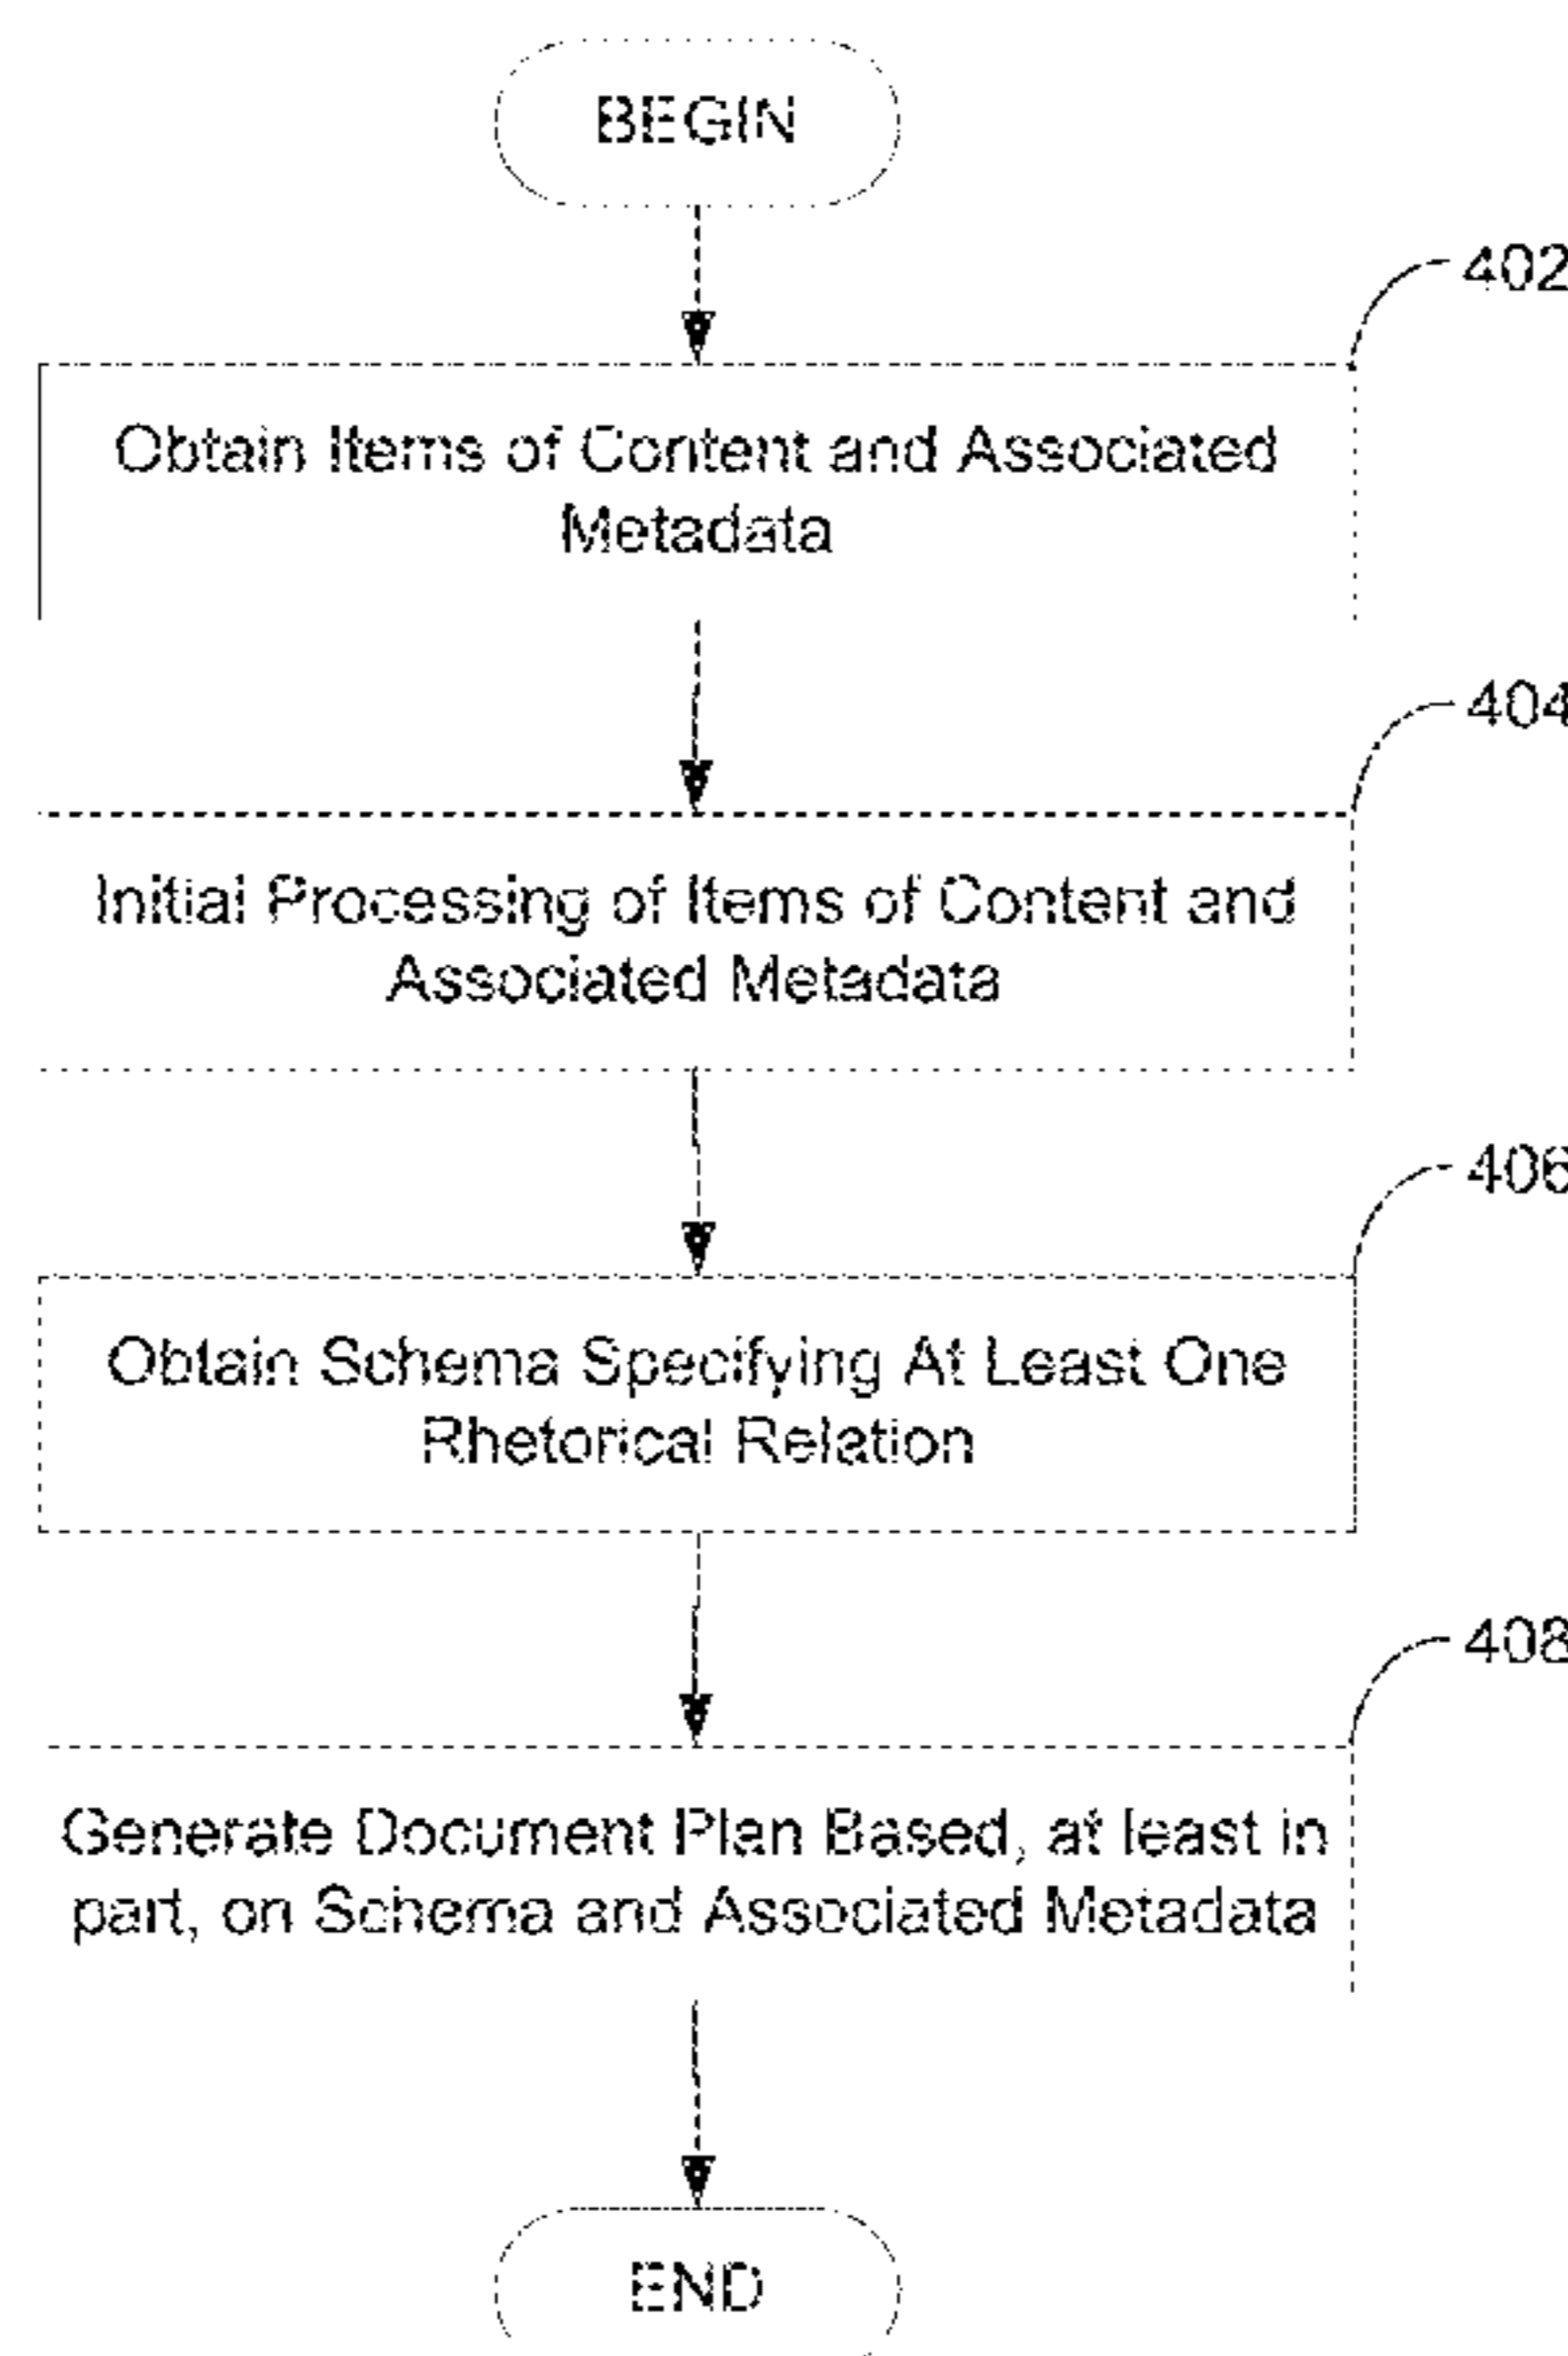 BEGIN
402
Obtain Items of Content and Associated
Metadata
404
Initial Processing of Items of Content and
Associated Metadata
406
Obtain Schema Specifying At Least One
Rhetorical Relation
408
Generate Document Plan Based, at least in
part, on Schema and Associated Metadata
END